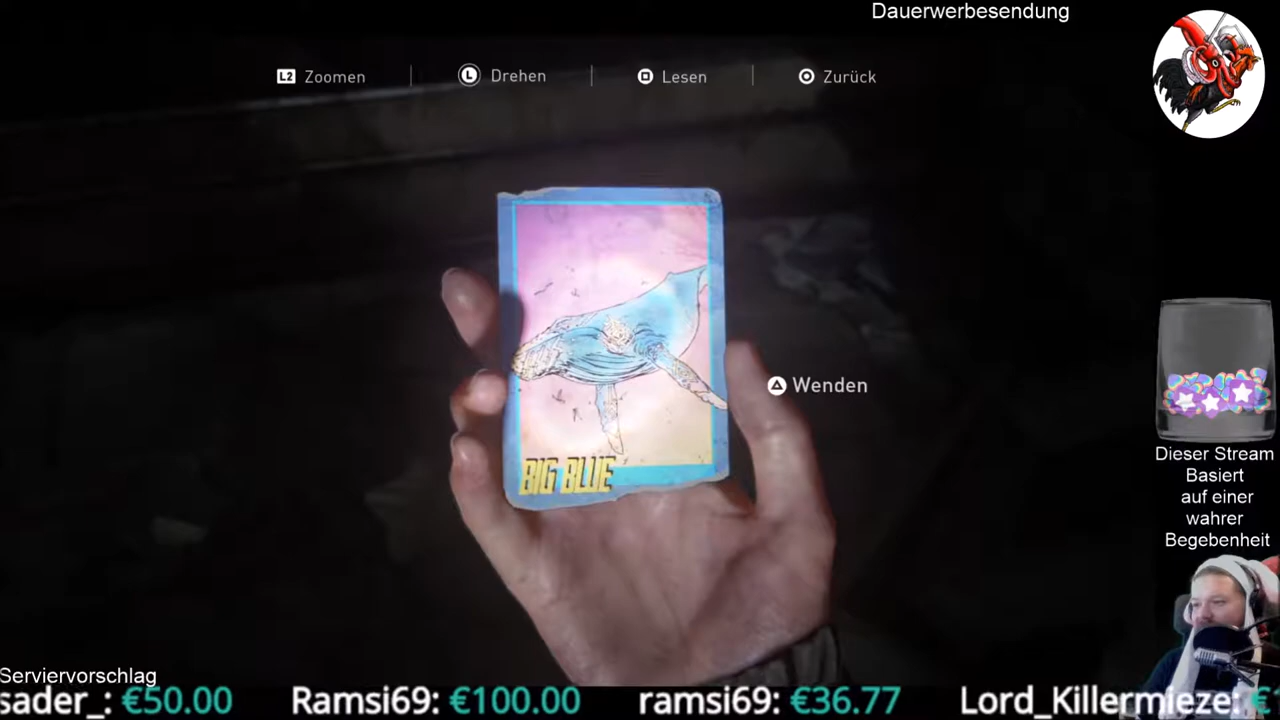 Dauerwerbesendung
L2 Zoomen
L Drehen
Lesen
Zurück
Wenden
BIG BLUE
Dieser Stream
Basiert
auf einer
wahrer
Begebenheit
Serviervorschlag
sader_: €50.00 Ramsi69: €100.00 ramsi69: €36.77 Lord_Killermieze: €